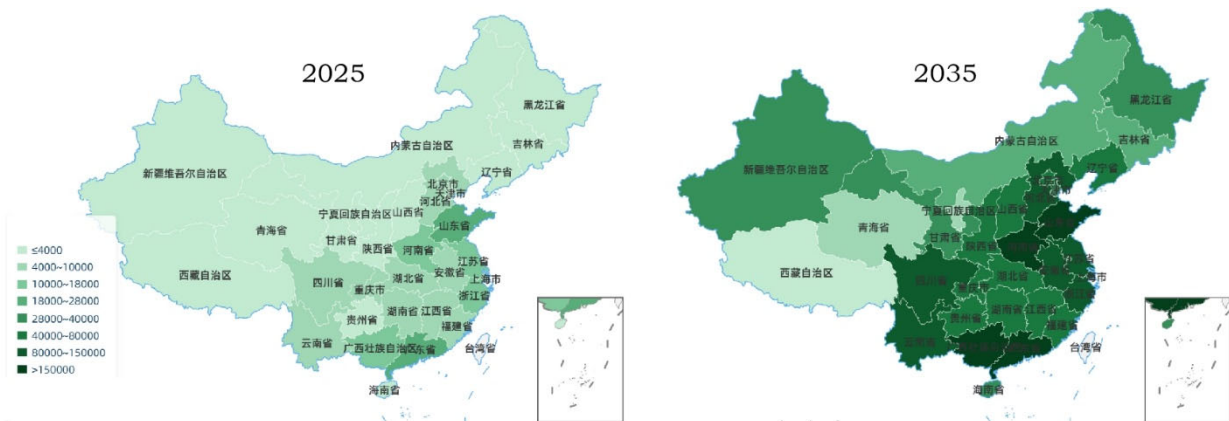 2025
黑龙江省
吉林省
内蒙古自治区
辽宁省
新疆维吾尔自治区
北京市
天津市
河北省
宁夏回族自治区
山西省
山东省
青海省
甘肃省
陕西省
河南省
江苏省
西藏自治区
四川省
湖北省
安徽省
上海市
重庆市
浙江省
湖南省
江西省
贵州省
福建省
云南省
广西壮族自治区
台湾省
海南省
≤4000
4000~10000
10000~18000
18000~28000
28000~40000
40000~80000
80000~150000
>150000
2035
黑龙江省
内蒙古自治区
吉林省
辽宁省
新疆维吾尔自治区
山西省
青海省
甘肃省
陕西省
西藏自治区
四川省
湖北省
重庆市
湖南省
江西省
贵州省
福建省
云南省
台湾省
海南省